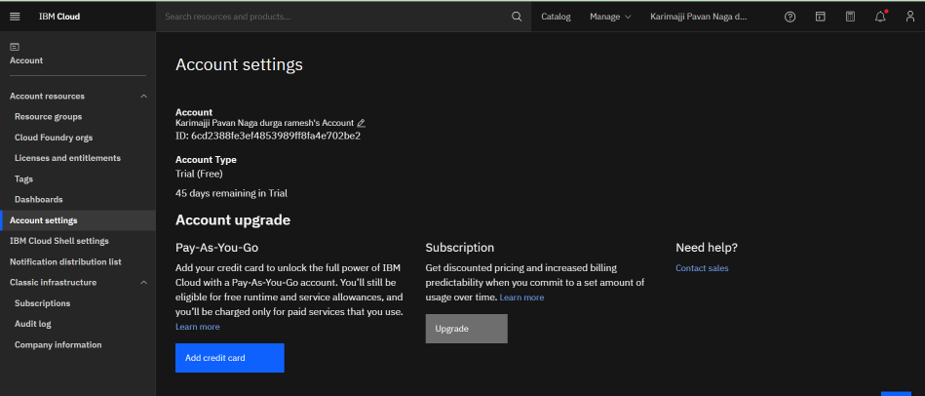 IBM Cloud
Search resources and products...
Catalog
Manage
Karimajji Pavan Naga d...
Account
Account resources
Resource groups
Cloud Foundry orgs
Licenses and entitlements
Tags
Dashboards
Account settings
IBM Cloud Shell settings
Notification distribution list
Classic infrastructure
Subscriptions
Audit log
Company information
Account settings
Account
Karimajji Pavan Naga durga ramesh's Account
ID: 6cd2388fe3ef4853989ff8fa4e702be2
Account Type
Trial (Free)
45 days remaining in Trial
Account upgrade
Pay-As-You-Go
Add your credit card to unlock the full power of IBM
Cloud with a Pay-As-You-Go account. You'll still be
eligible for free runtime and service allowances, and
you'll be charged only for paid services that you use.
Learn more
Add credit card
Subscription
Get discounted pricing and increased billing
predictability when you commit to a set amount of
usage over time. Learn more
Upgrade
Need help?
Contact sales